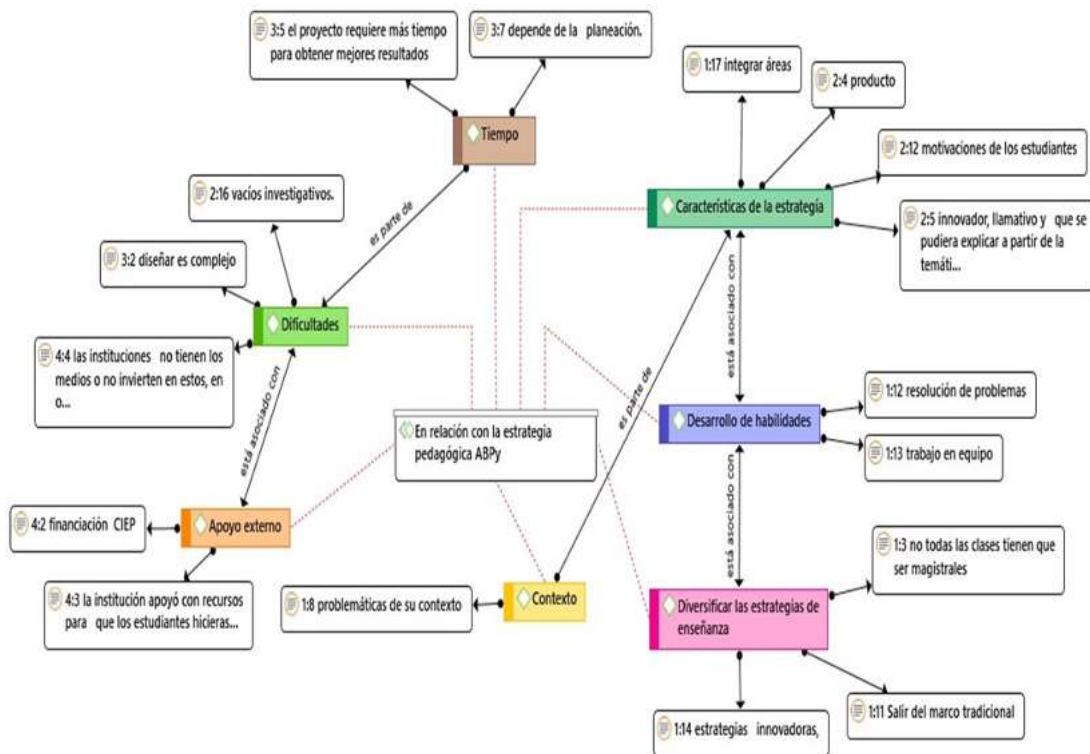 3:5 el proyecto requiere más tiempo
para obtener mejores resultados
3:7 depende de la planeación.
1:17 integrar áreas
2:4 producto
Tiempo
2:12 motivaciones de los estudiantes
2:16 vacíos investigativos.
es parte de
Características de la estrategia
2:5 innovador, llamativo y que se
pudiera explicar a partir de la
temáti...
3:2 diseñar es complejo
Dificultades
está asociado con
4:4 las instituciones no tienen los
medios o no invierten en estos, en
o...
es parte de
1:12 resolución de problemas
está asociado con
En relación con la estrategia
pedagógica ABPy
Desarrollo de habilidades
1:13 trabajo en equipo
4:2 financiación CIEP
Apoyo externo
está asociado con
1:3 no todas las clases tienen que
ser magistrales
4:3 la institución apoyó con recursos
para que los estudiantes hicieras...
1:8 problemáticas de su contexto
Contexto
Diversificar las estrategias de
enseñanza
1:14 estrategias innovadoras,
1:11 Salir del marco tradicional